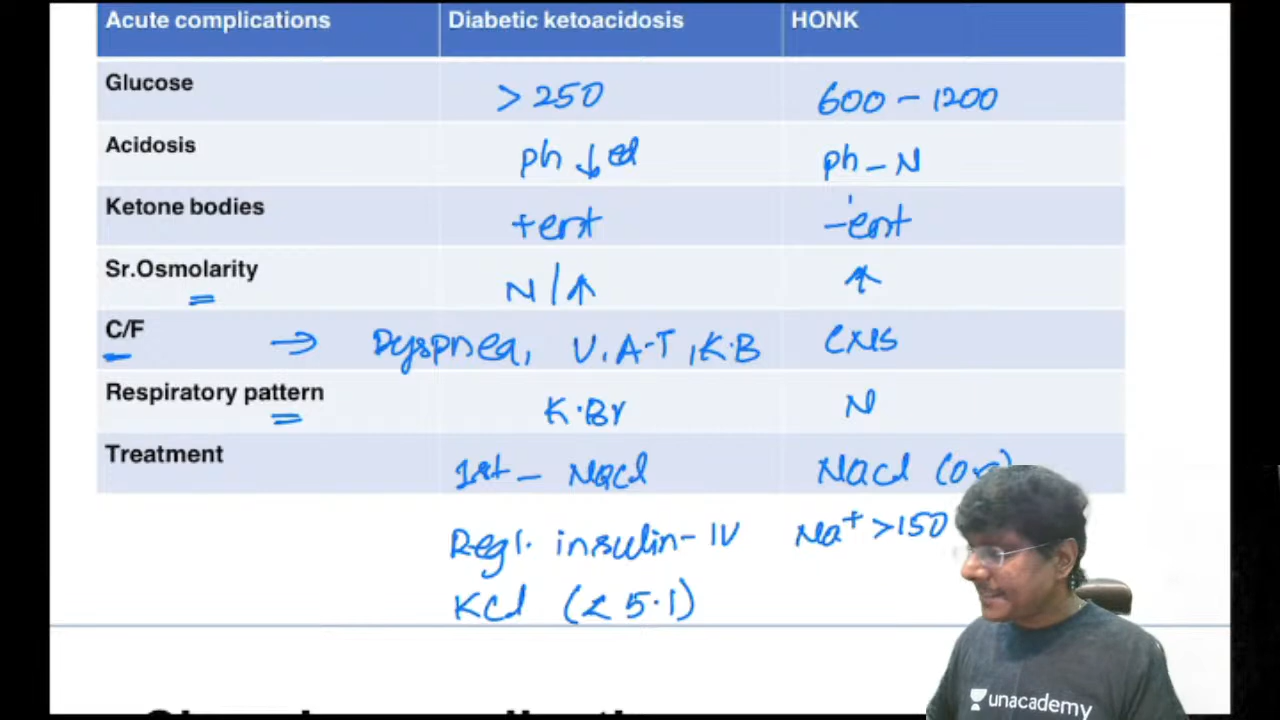 Acute complications Diabetic ketoacidosis HONK
Glucose >250 600 - 1200
Acidosis ph ↓ed ph - N
Ketone bodies +ent -ent
Sr.Osmolarity N/↑ ↑
C/F → Dyspnea, V.A-T, K.B CNS
Respiratory pattern K.Br N
Treatment 1st - NaCl NaCl
Regl. insulin- IV Na+ >150
KCl (< 5.1)
unacademy